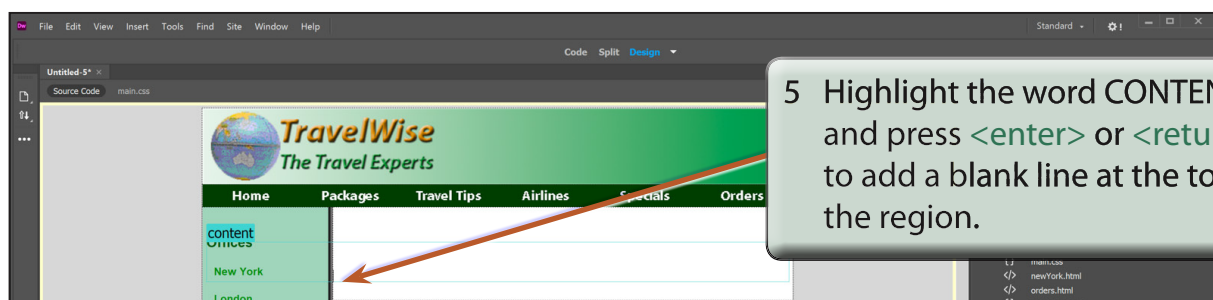 File Edit View Insert Tools Find Site Window Help
Standard
Code Split Design
Untitled-5*
Source Code main.css
TravelWise
The Travel Experts
Home Packages Travel Tips Airlines Specials Orders
content
Offices
New York
London
5 Highlight the word CONTEN
and press <enter> or <retu
to add a blank line at the to
the region.
main.css
newYork.html
orders.html